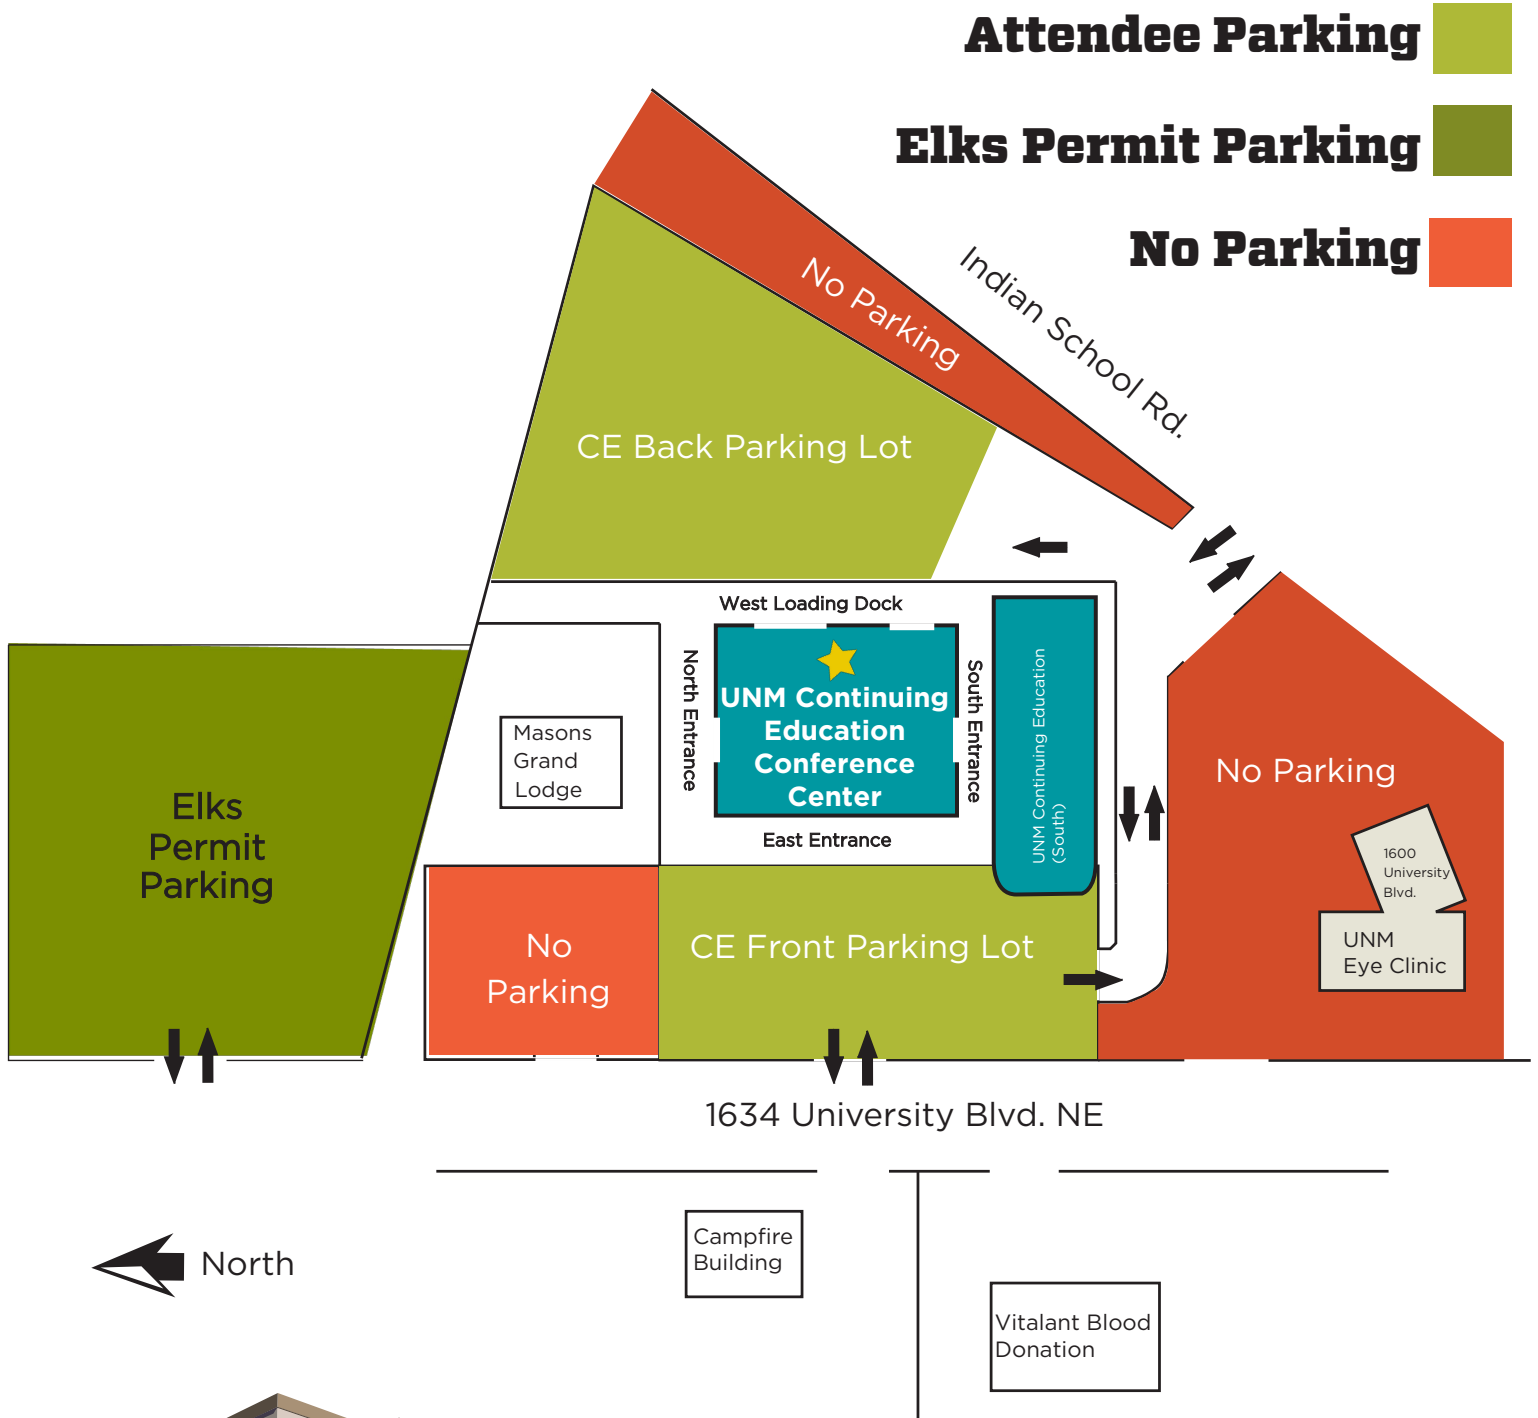 Attendee Parking
Elks Permit Parking
No Parking
No Parking
Indian School Rd.
CE Back Parking Lot
West Loading Dock
North Entrance
UNM Continuing
Education
Conference
Center
South Entrance
UNM Continuing Education
(South)
East Entrance
Masons
Grand
Lodge
Elks
Permit
Parking
No Parking
1600
University
Blvd.
UNM
Eye Clinic
No
Parking
CE Front Parking Lot
1634 University Blvd. NE
North
Campfire
Building
Vitalant Blood
Donation